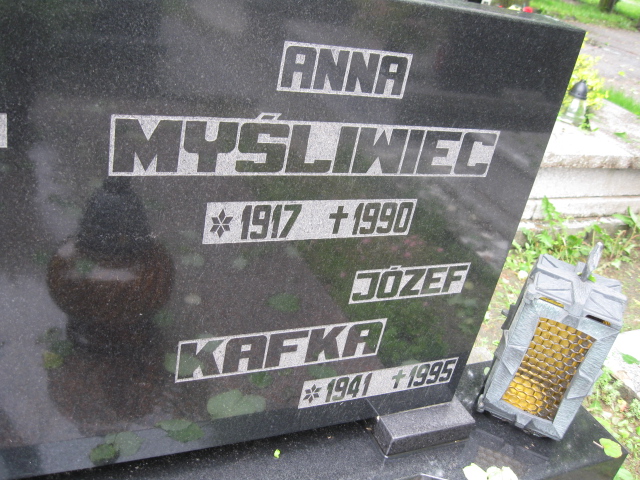 ANNA
MYŚLIWIEC
* 1917 ✝ 1990
JÓZEF
KAFKA
* 1941 ✝ 1995